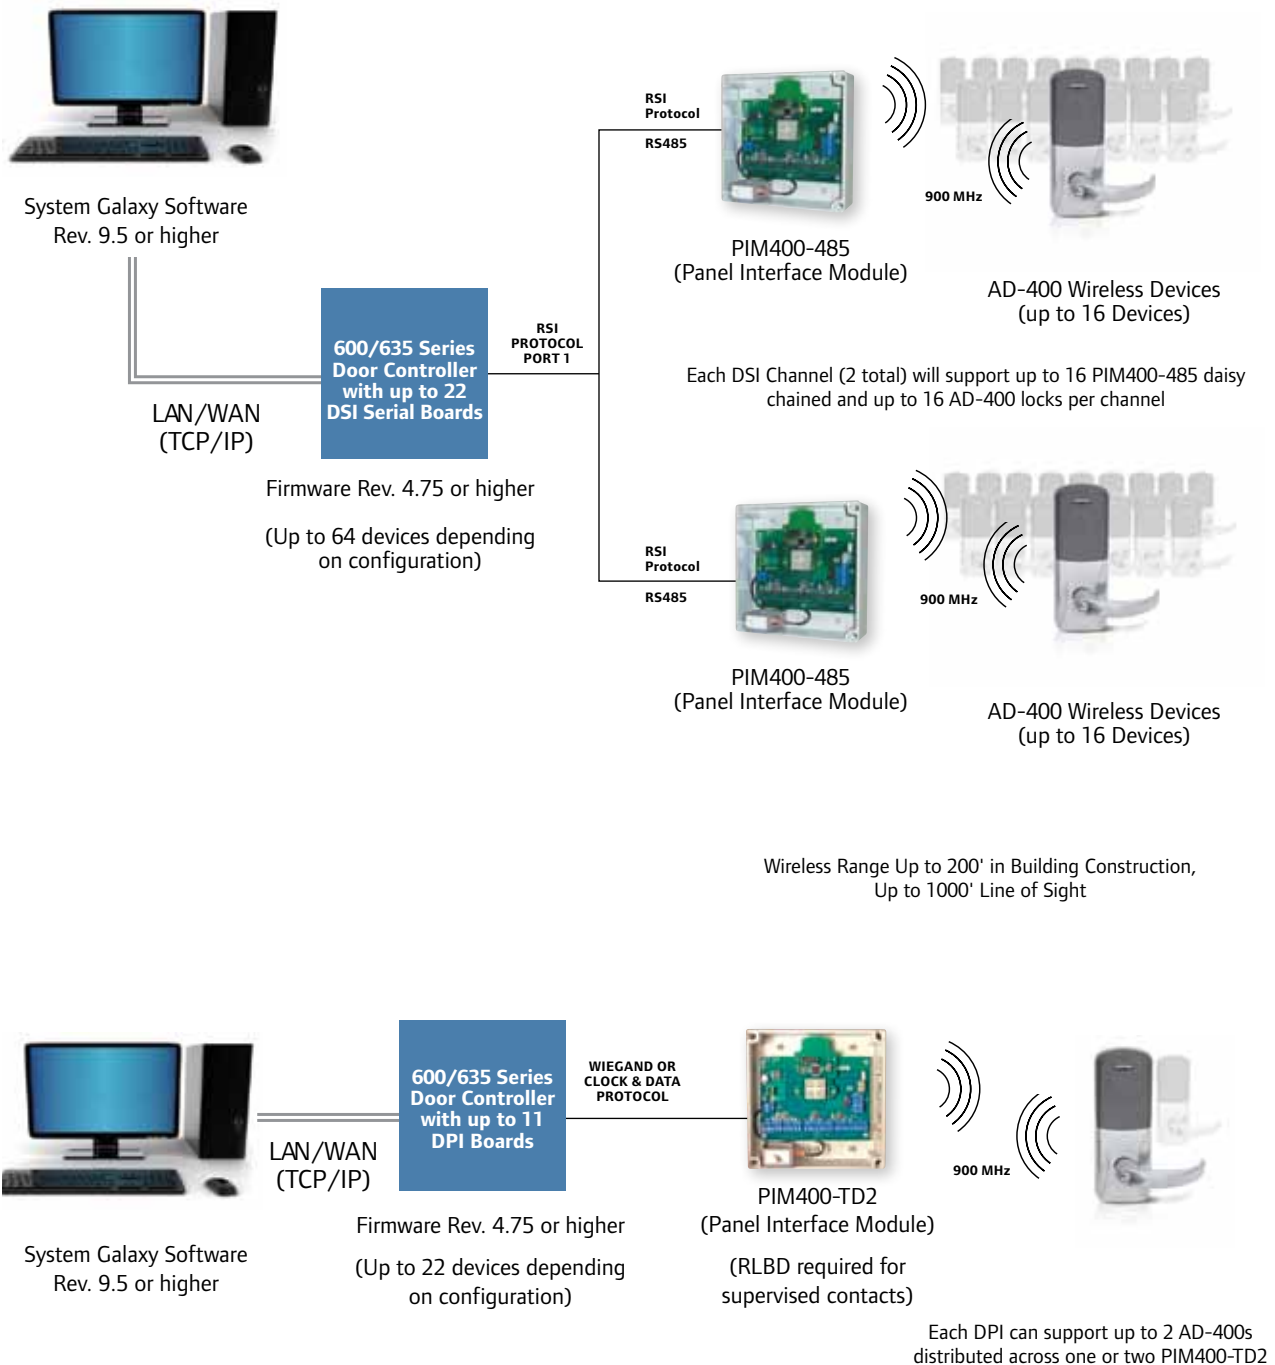 System Galaxy Software
Rev. 9.5 or higher
LAN/WAN
(TCP/IP)
600/635 Series
Door Controller
with up to 22
DSI Serial Boards
Firmware Rev. 4.75 or higher
(Up to 64 devices depending
on configuration)
RSI
PROTOCOL
PORT 1
RSI
Protocol
RS485
PIM400-485
(Panel Interface Module)
900 MHz
AD-400 Wireless Devices
(up to 16 Devices)
Each DSI Channel (2 total) will support up to 16 PIM400-485 daisy
chained and up to 16 AD-400 locks per channel
RSI
Protocol
RS485
PIM400-485
(Panel Interface Module)
900 MHz
AD-400 Wireless Devices
(up to 16 Devices)
Wireless Range Up to 200' in Building Construction,
Up to 1000' Line of Sight
System Galaxy Software
Rev. 9.5 or higher
LAN/WAN
(TCP/IP)
600/635 Series
Door Controller
with up to 11
DPI Boards
Firmware Rev. 4.75 or higher
(Up to 22 devices depending
on configuration)
WIEGAND OR
CLOCK & DATA
PROTOCOL
PIM400-TD2
(Panel Interface Module)
(RLBD required for
supervised contacts)
900 MHz
Each DPI can support up to 2 AD-400s
distributed across one or two PIM400-TD2